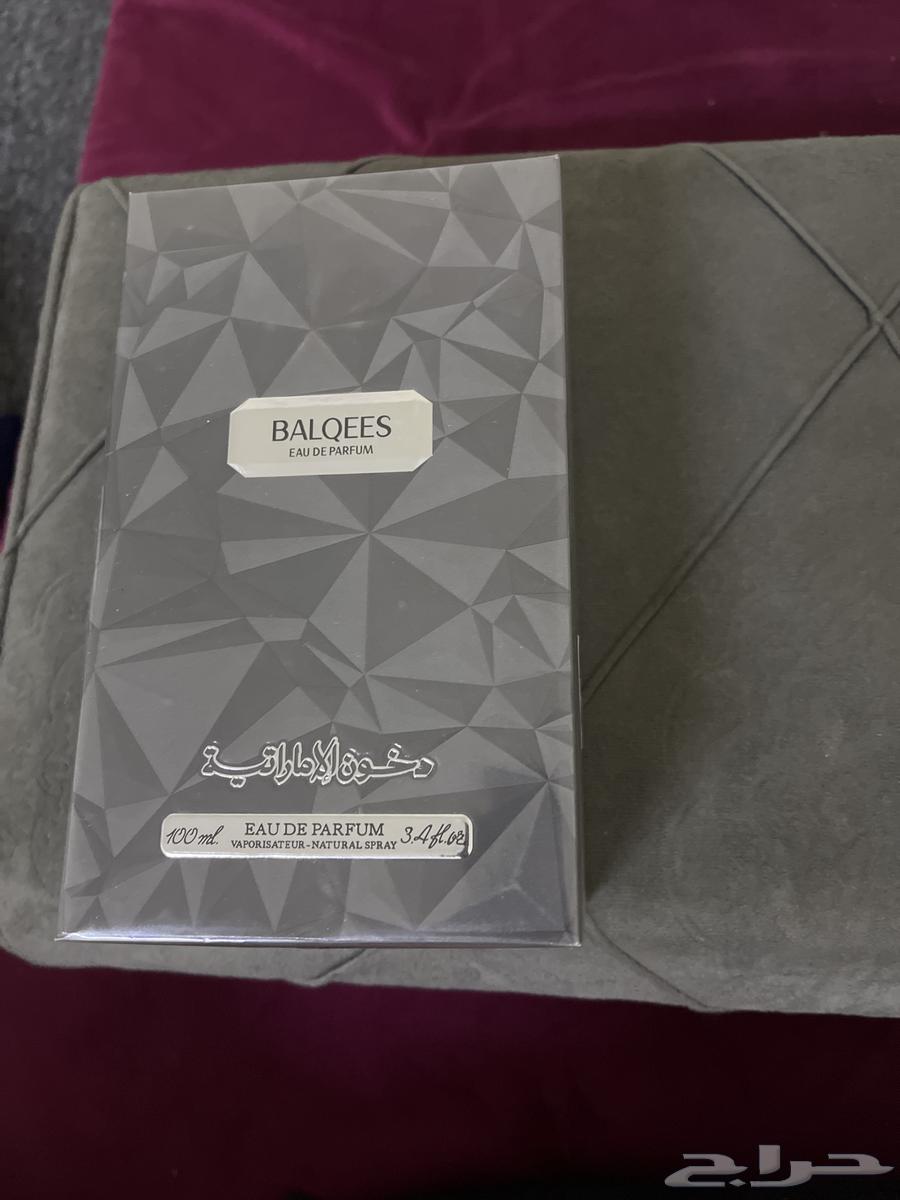 BALQEES
EAU DE PARFUM
دخون الإماراتية
100 ml. EAU DE PARFUM 3.4 fl.oz
VAPORISATEUR - NATURAL SPRAY
حراج